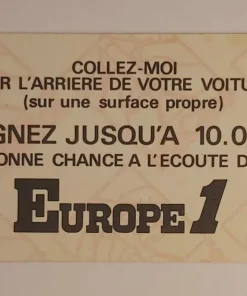 COLLEZ-MOI
R L'ARRIERE DE VOTRE VOITU
(sur une surface propre)
GNEZ JUSQU'A 10.0
ONNE CHANCE A L'ECOUTE D
EUROPE 1